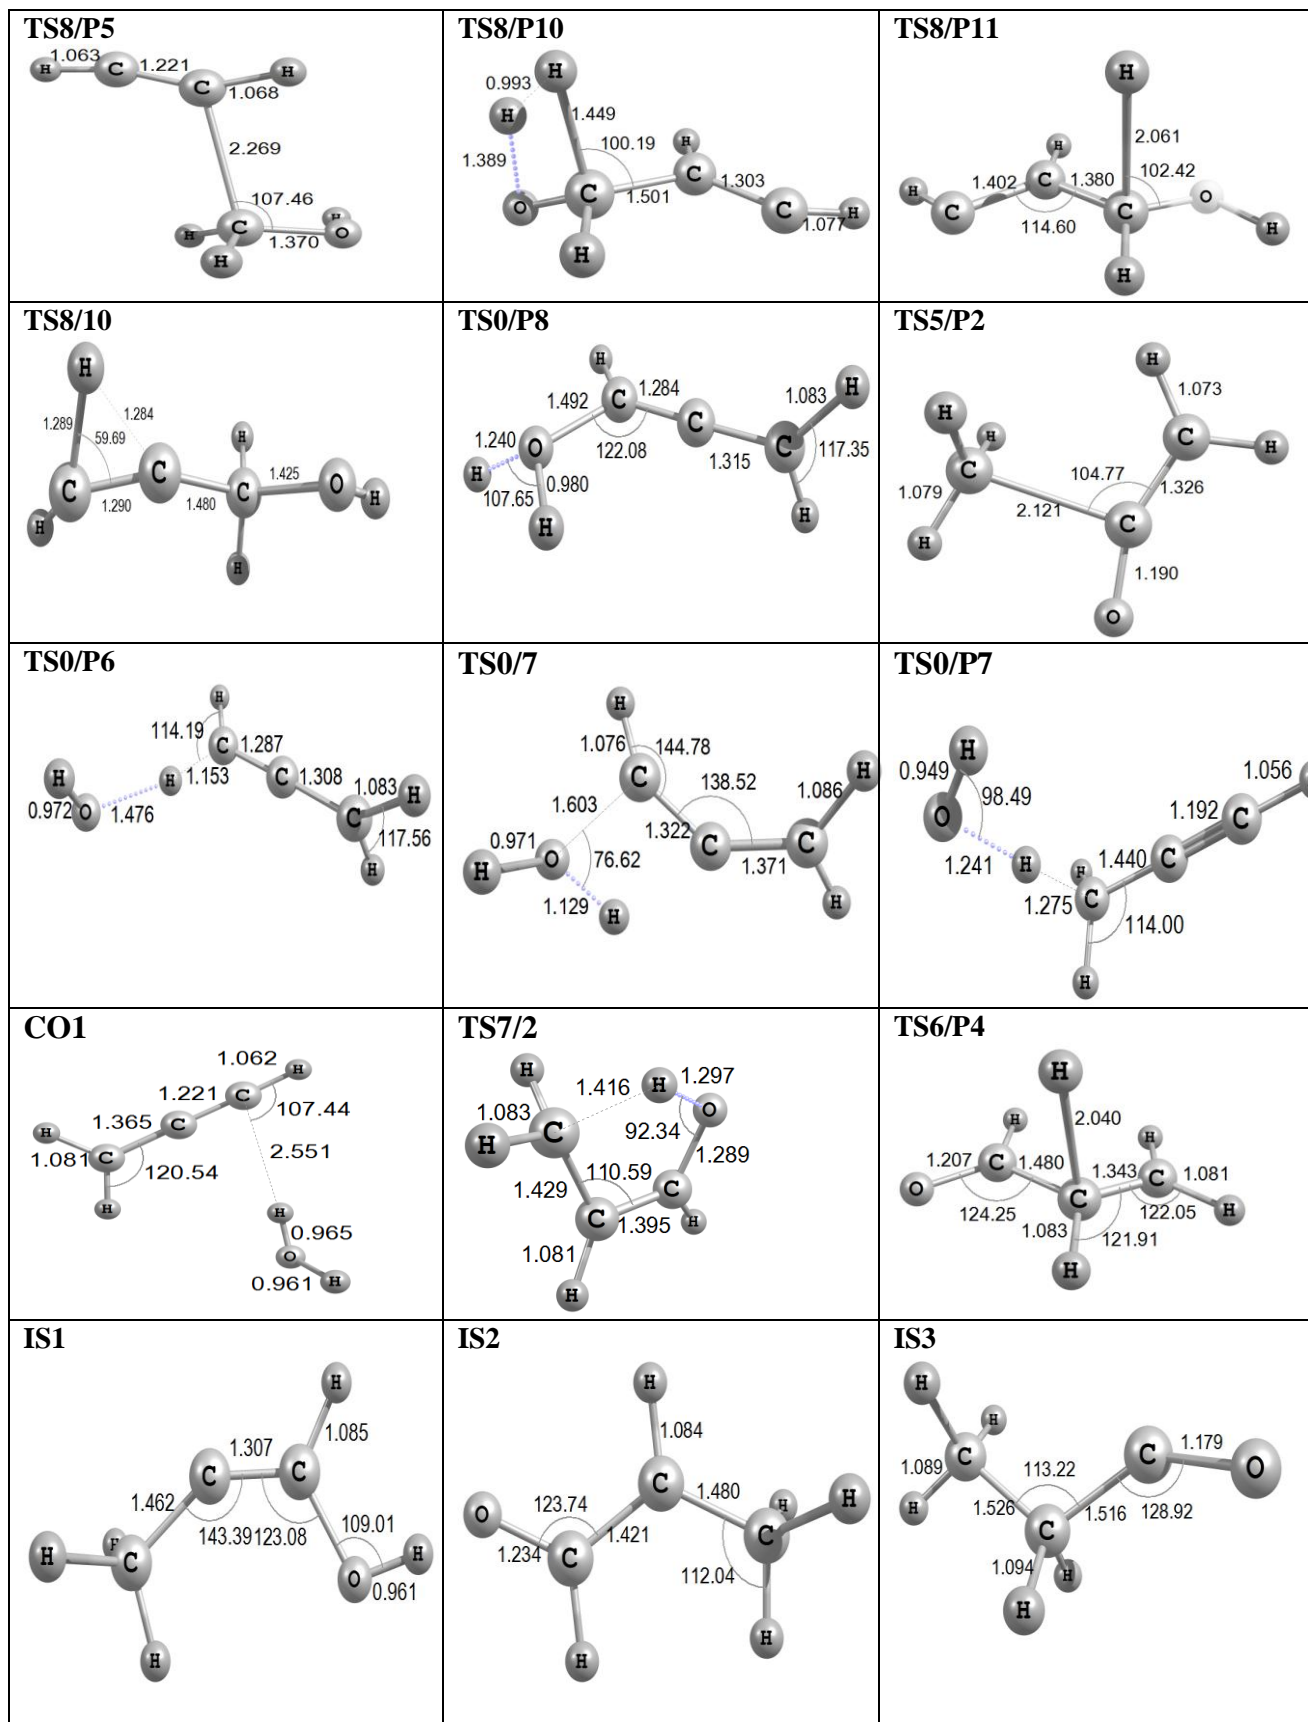 TS8/P5
H 1.063 C 1.221 C H
1.068
2.269
107.46
H C H
1.370 O
H
TS8/P10
0.993 H
H
1.449
100.19 H
1.389 C 1.303
O C 1.501 C H
1.077
H
TS8/P11
H
2.061
H
1.402 C 1.380 102.42
H C C O H
114.60
H
TS8/10
H
1.284
1.289 59.69 H
C C 1.425 O H
H 1.290 1.480 C
H
TS0/P8
H
1.492 C 1.284 1.083 H
1.240 O 122.08 C
H 1.315 C 117.35
107.65 0.980
H H
TS5/P2
H
1.073
H H C H
C 104.77
1.079 1.326
2.121 C
H
1.190
O
TS0/P6
H
114.19 C 1.287
H 1.153 C 1.308 1.083 H
0.972 O 1.476 H C
117.56
H
TS0/7
H
1.076 144.78
C 138.52 H
1.603 1.086
0.971 1.322 C C
H O 76.62 1.371
1.129 H H
TS0/P7
H
0.949 98.49 1.056
O 1.192 C
H 1.440 C
1.241 H
1.275 C 114.00
H
CO1
1.062 H
1.221 C
1.365 C 107.44
H
1.081 C 120.54 2.551
H
H
0.965
O
0.961 H
TS7/2
H 1.416 H 1.297
1.083 O
H C 92.34
1.289
110.59
1.429 C
C 1.395 H
1.081
H
TS6/P4
H
H 2.040 H
1.207 C 1.480 1.343 C 1.081
O C H
124.25 1.083 122.05
121.91
H
IS1
H
1.307 1.085
C C
1.462
143.39 123.08 109.01
H H C H
O 0.961
H
IS2
H
1.084
C 1.480 H H
O 123.74
1.421 C
1.234 C
112.04
H H
IS3
H
H C 1.179
C O
1.089 113.22
H 1.526 1.516 128.92
C
1.094 H
H